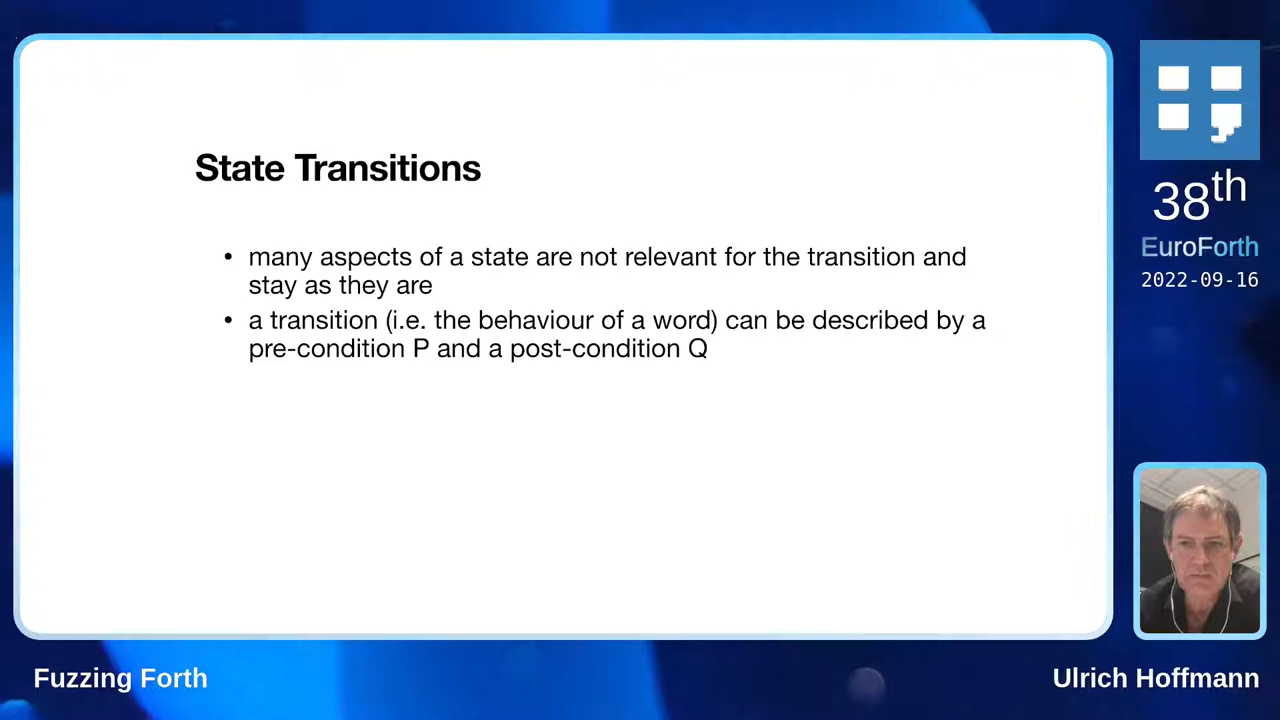 State Transitions
• many aspects of a state are not relevant for the transition and
stay as they are
• a transition (i.e. the behaviour of a word) can be described by a
pre-condition P and a post-condition Q
38th
EuroForth
2022-09-16
Fuzzing Forth
Ulrich Hoffmann